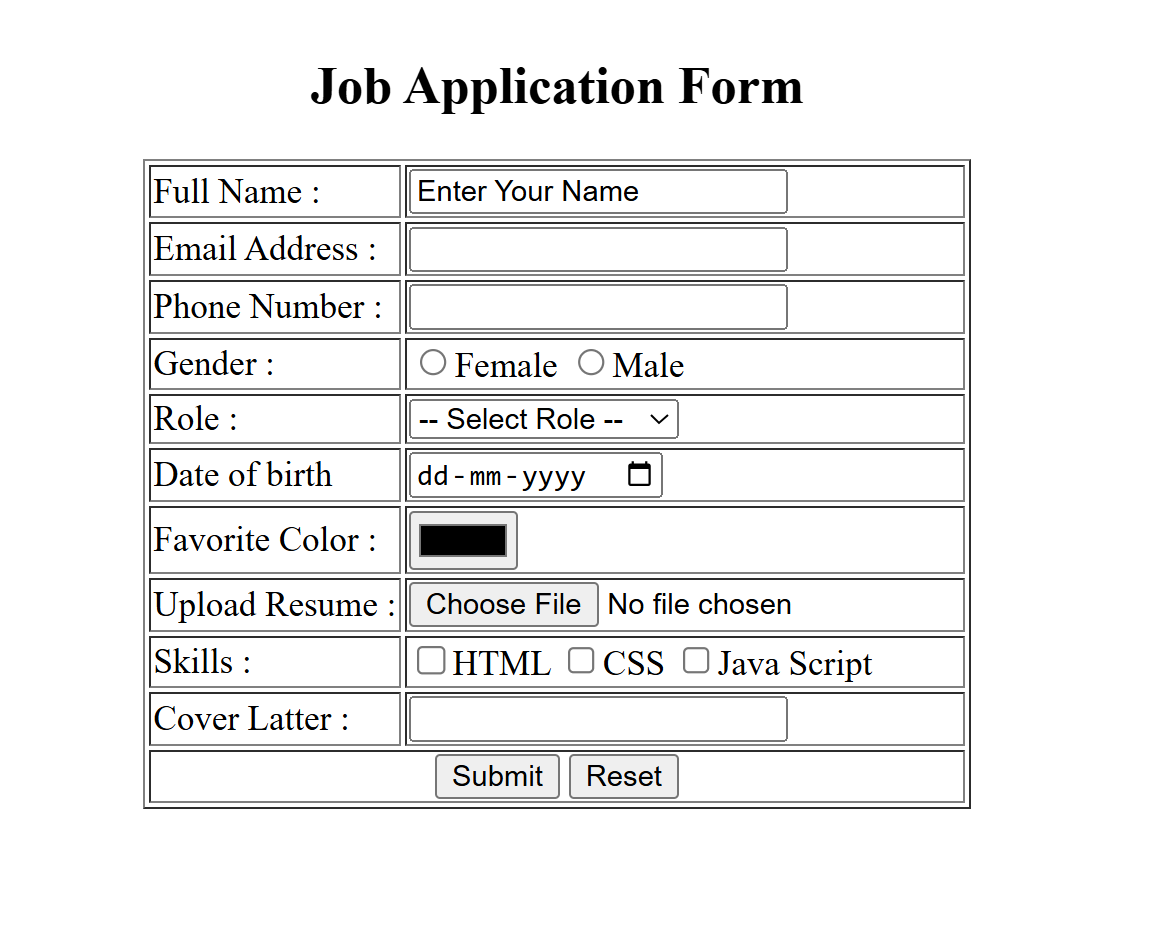 Job Application Form
Full Name : Enter Your Name
Email Address :
Phone Number :
Gender : Female Male
Role : -- Select Role --
Date of birth dd-mm-yyyy
Favorite Color :
Upload Resume : Choose File No file chosen
Skills : HTML CSS Java Script
Cover Latter :
Submit Reset